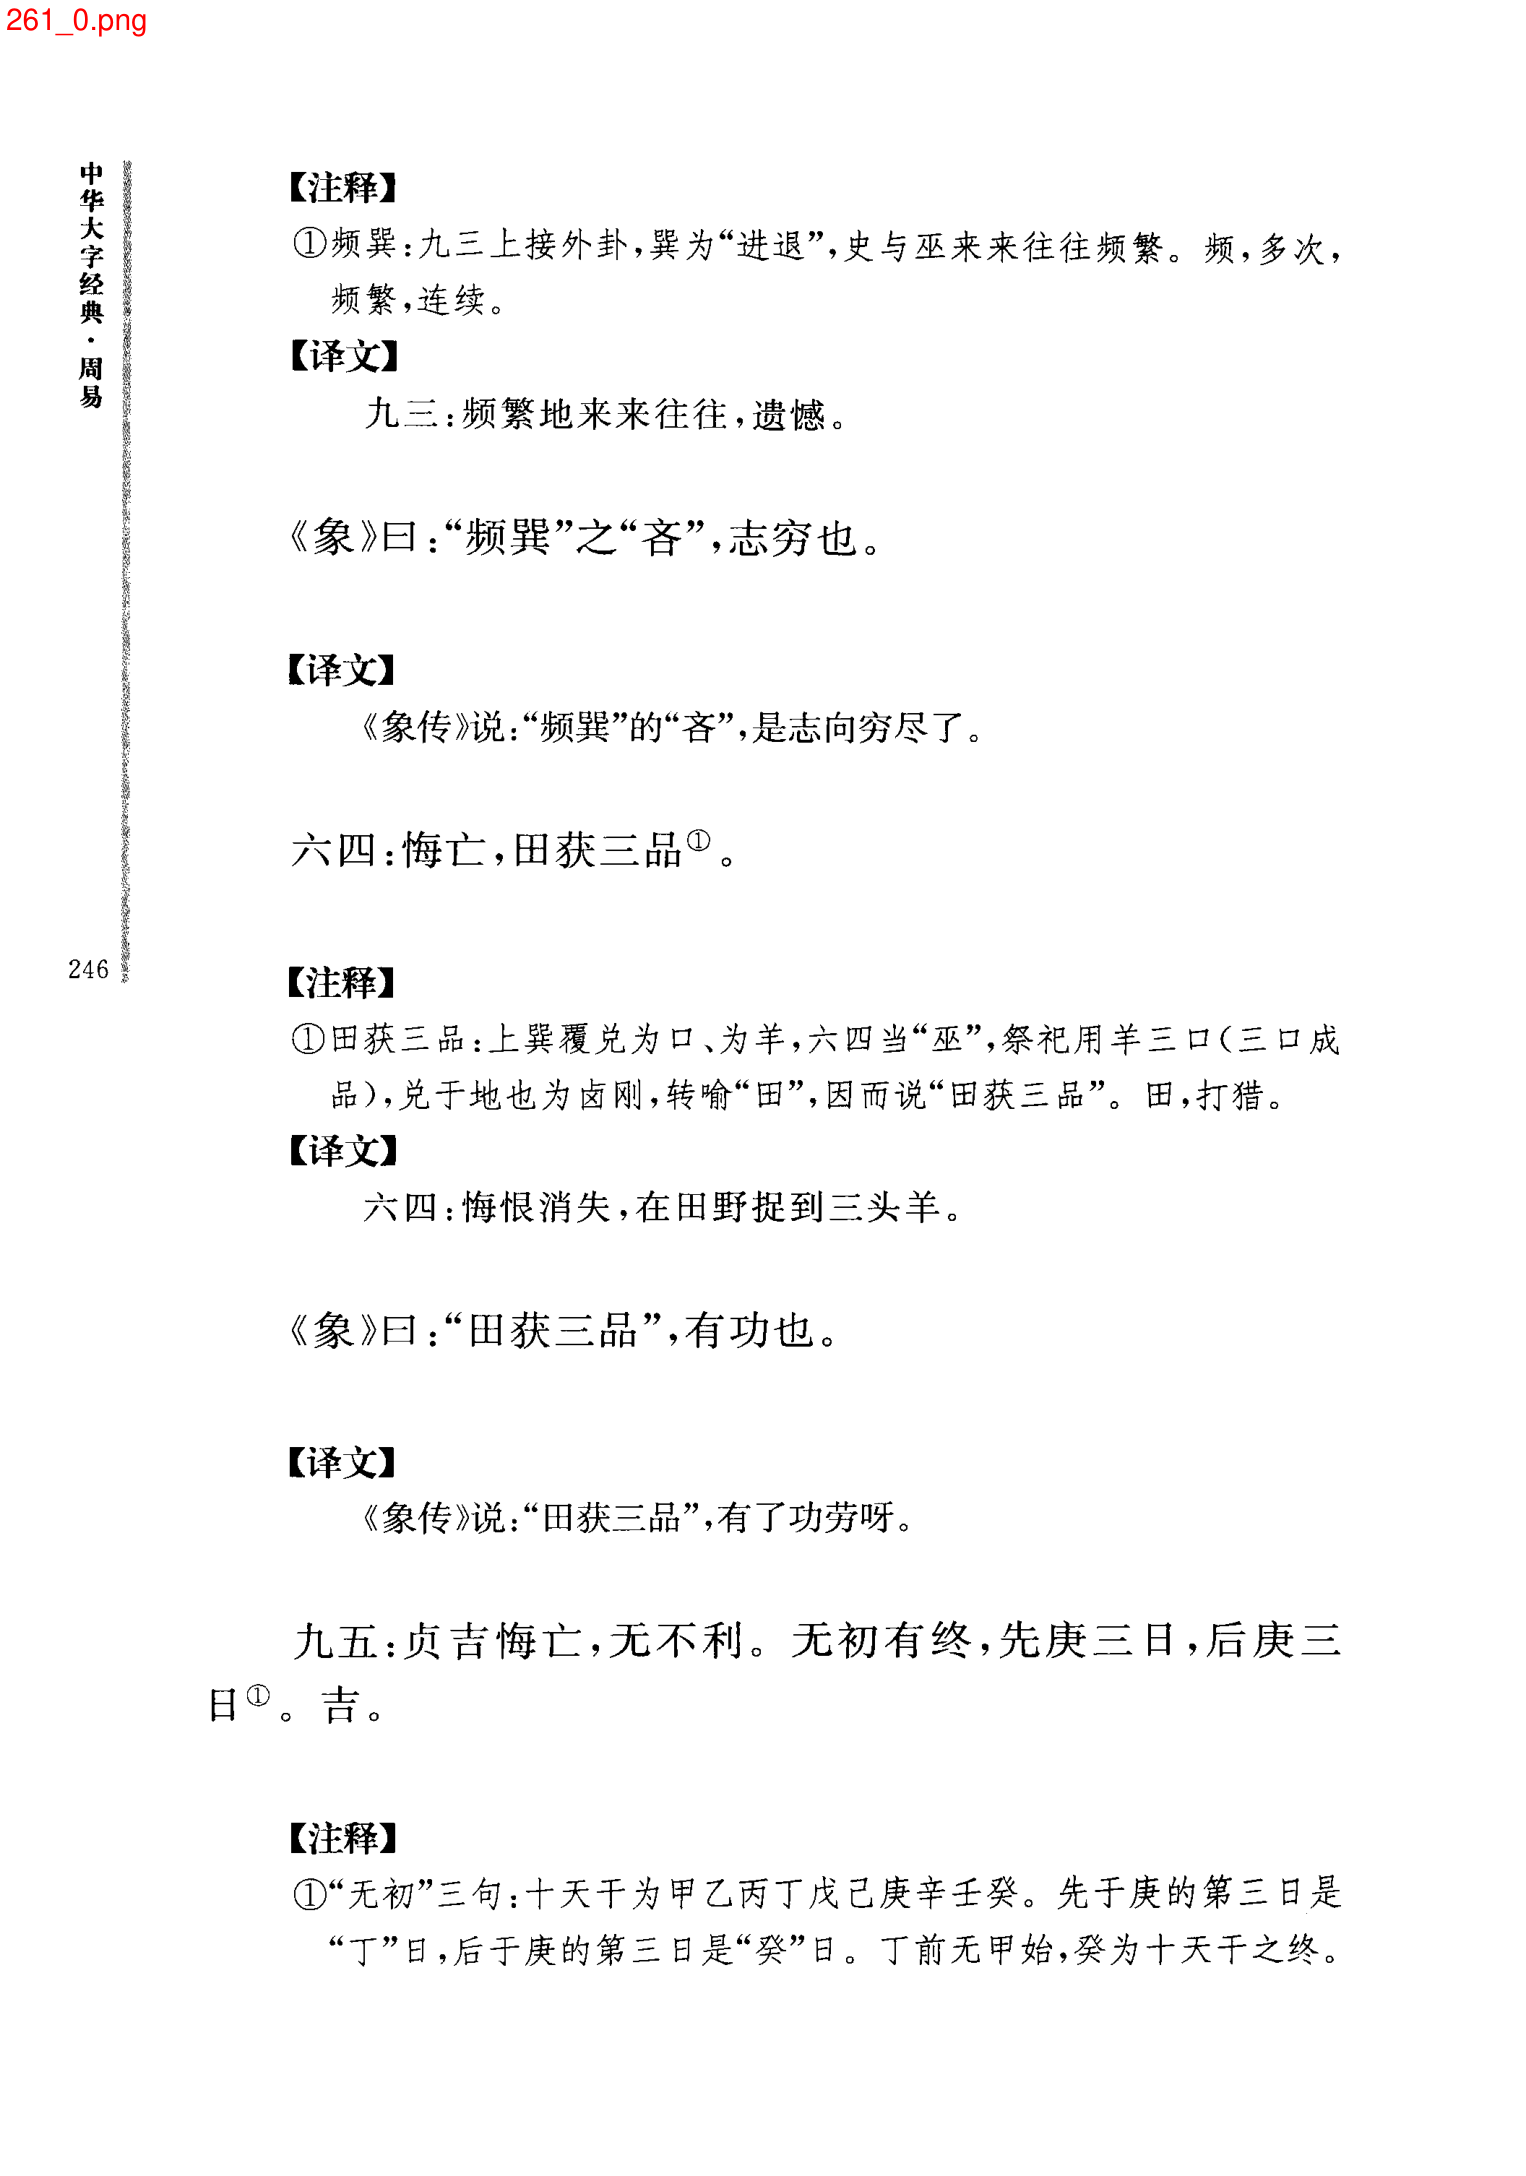 261_0.png
中华大字经典·周易
246
【注释】
①频巽:九三上接外卦,巽为“进退”,史与巫来来往往频繁。频,多次,
频繁,连续。
【译文】
九三:频繁地来来往往,遗憾。
《象》曰:“频巽”之“吝”,志穷也。
【译文】
《象传》说:“频巽”的“吝”,是志向穷尽了。
六四:悔亡,田获三品①。
【注释】
①田获三品:上巽覆兑为口、为羊,六四当“巫”,祭祀用羊三口(三口成
品),兑于地也为卤刚,转喻“田”,因而说“田获三品”。田,打猎。
【译文】
六四:悔恨消失,在田野捉到三头羊。
《象》曰:“田获三品”,有功也。
【译文】
《象传》说:“田获三品”,有了功劳呀。
九五:贞吉悔亡,无不利。无初有终,先庚三日,后庚三
日①。吉。
【注释】
①“无初”三句:十天干为甲乙丙丁戊己庚辛壬癸。先于庚的第三日是
“丁”日,后于庚的第三日是“癸”日。丁前无甲始,癸为十天干之终。